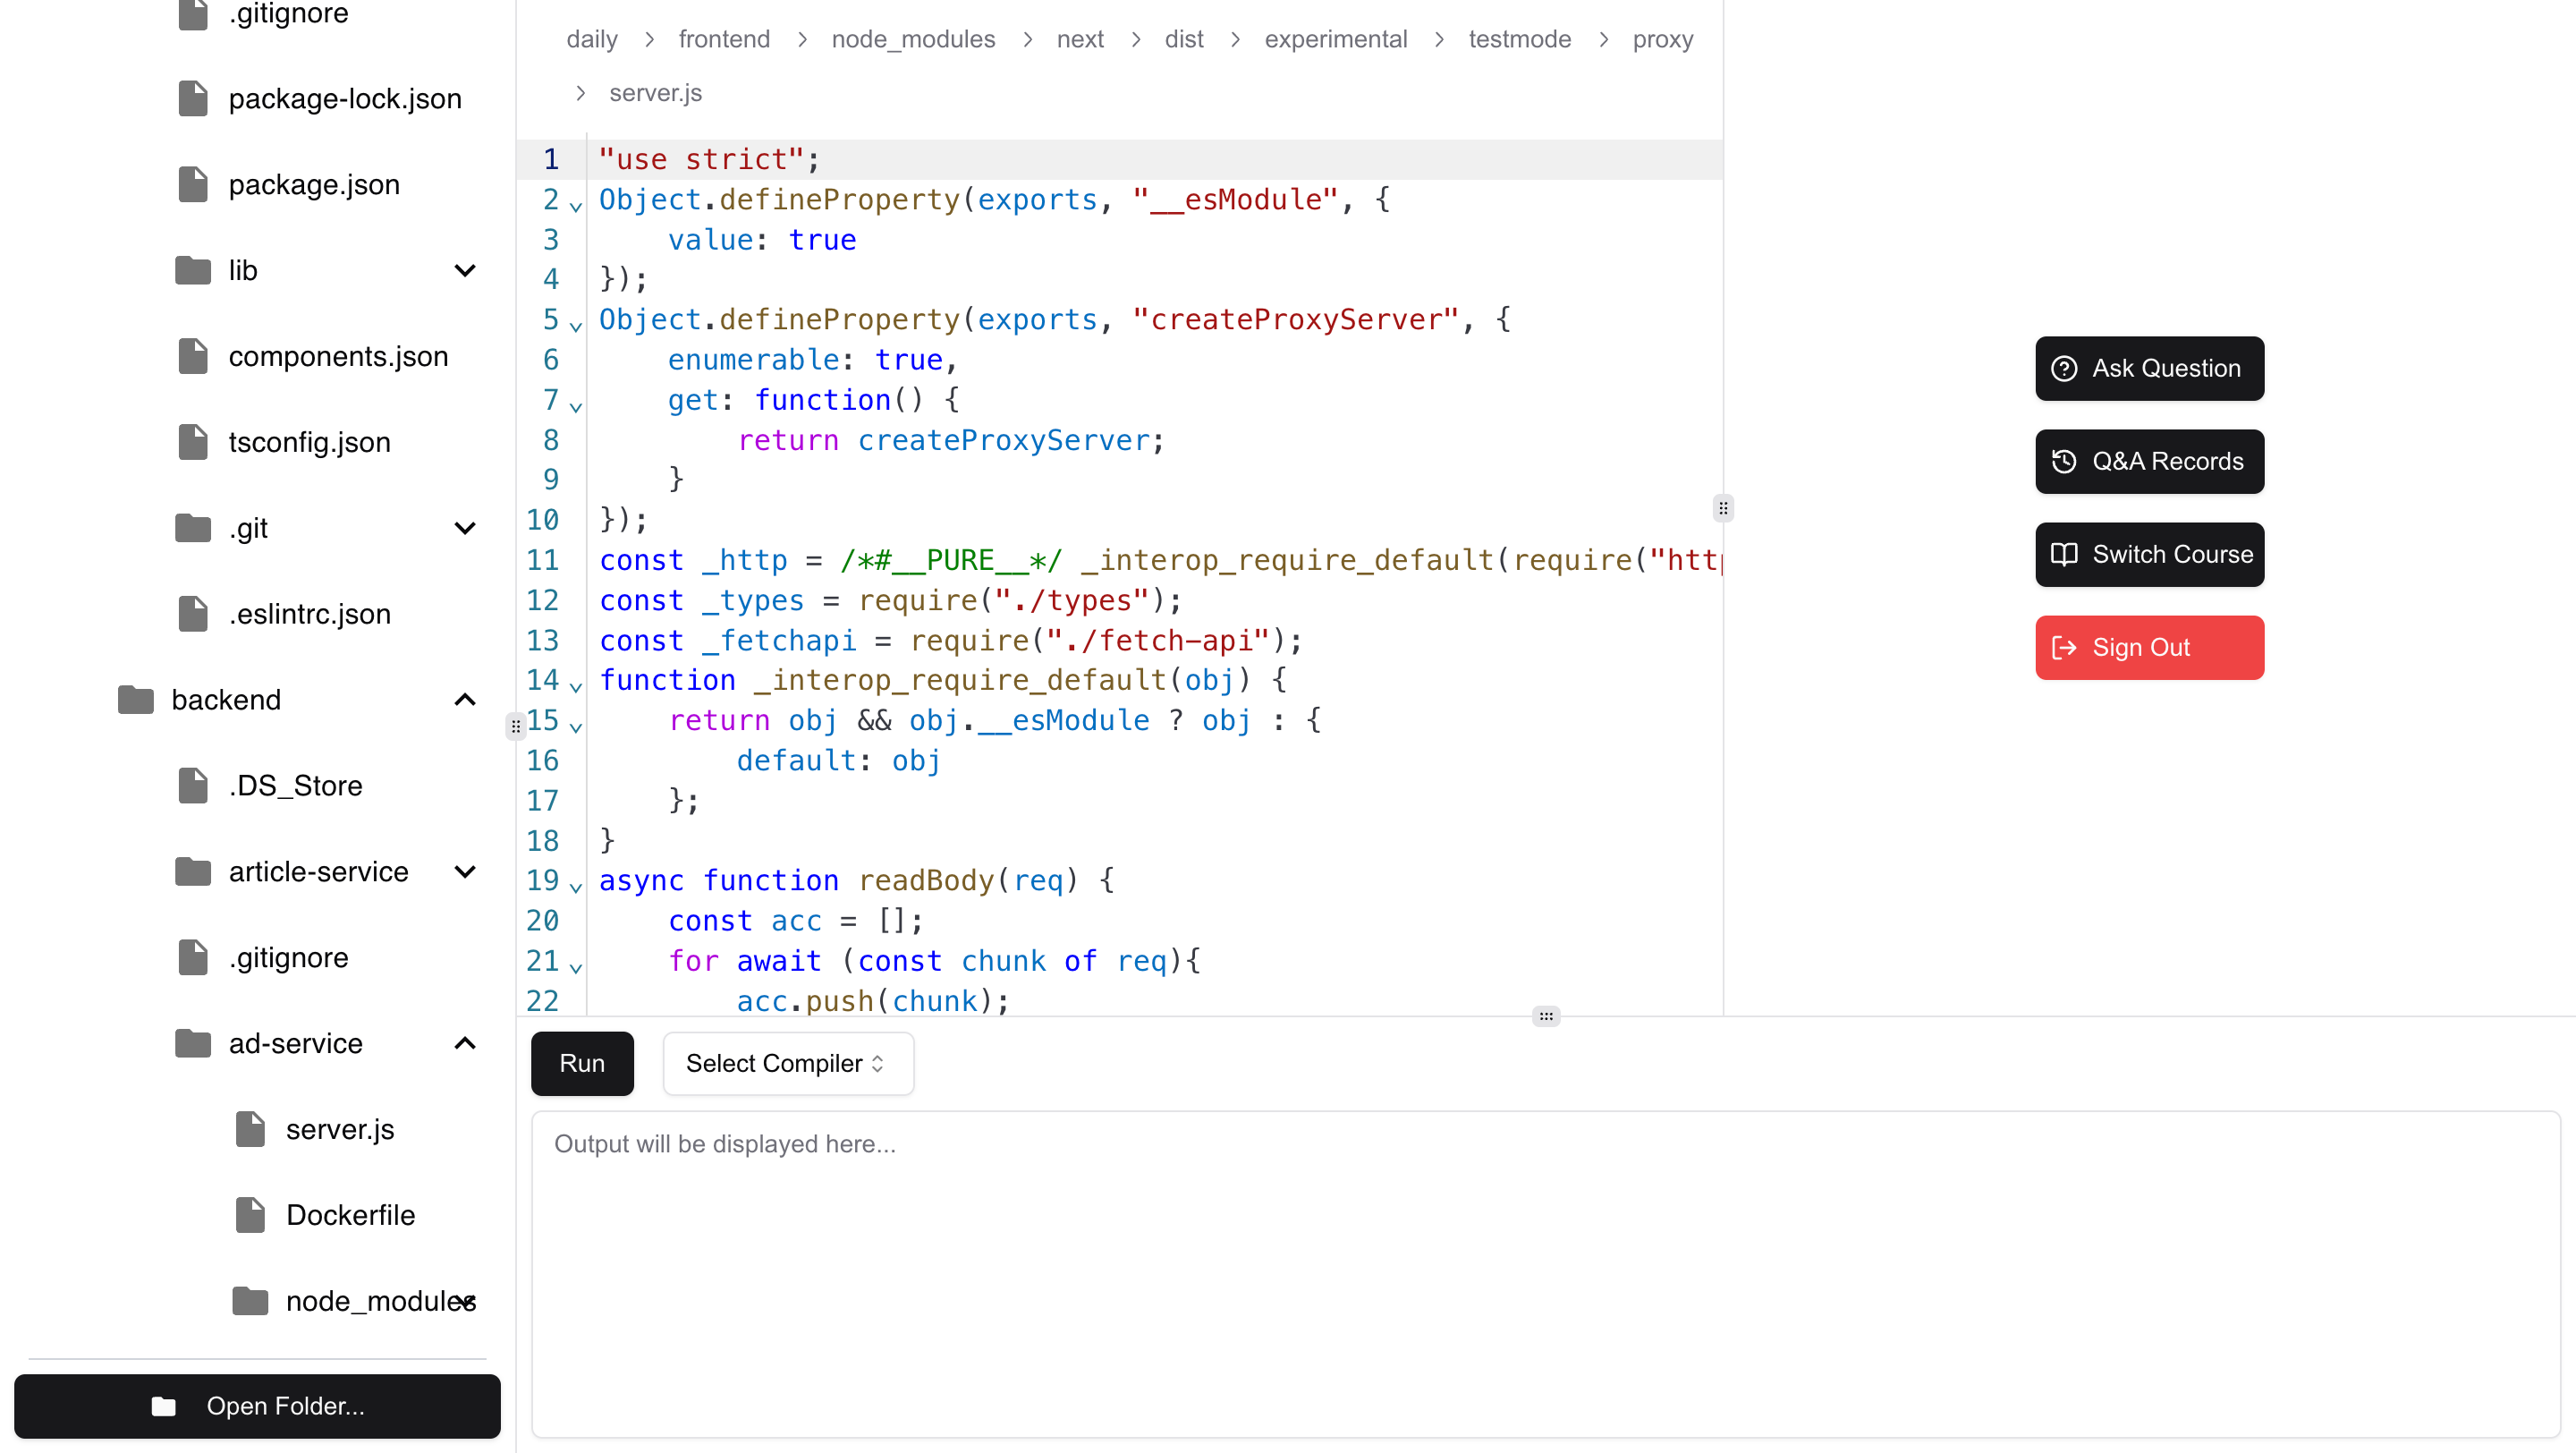 .gitignore
package-lock.json
package.json
lib
components.json
tsconfig.json
.git
.eslintrc.json
backend
.DS_Store
article-service
.gitignore
ad-service
server.js
Dockerfile
node_modules
Open Folder...
daily > frontend > node_modules > next > dist > experimental > testmode > proxy
> server.js
1 "use strict";
2 Object.defineProperty(exports, "__esModule", {
3     value: true
4 });
5 Object.defineProperty(exports, "createProxyServer", {
6     enumerable: true,
7     get: function() {
8         return createProxyServer;
9     }
10 });
11 const _http = /*#__PURE__*/ _interop_require_default(require("http
12 const _types = require("./types");
13 const _fetchapi = require("./fetch-api");
14 function _interop_require_default(obj) {
15     return obj && obj.__esModule ? obj : {
16         default: obj
17     };
18 }
19 async function readBody(req) {
20     const acc = [];
21     for await (const chunk of req){
22         acc.push(chunk);
Ask Question
Q&A Records
Switch Course
Sign Out
Run
Select Compiler
Output will be displayed here...